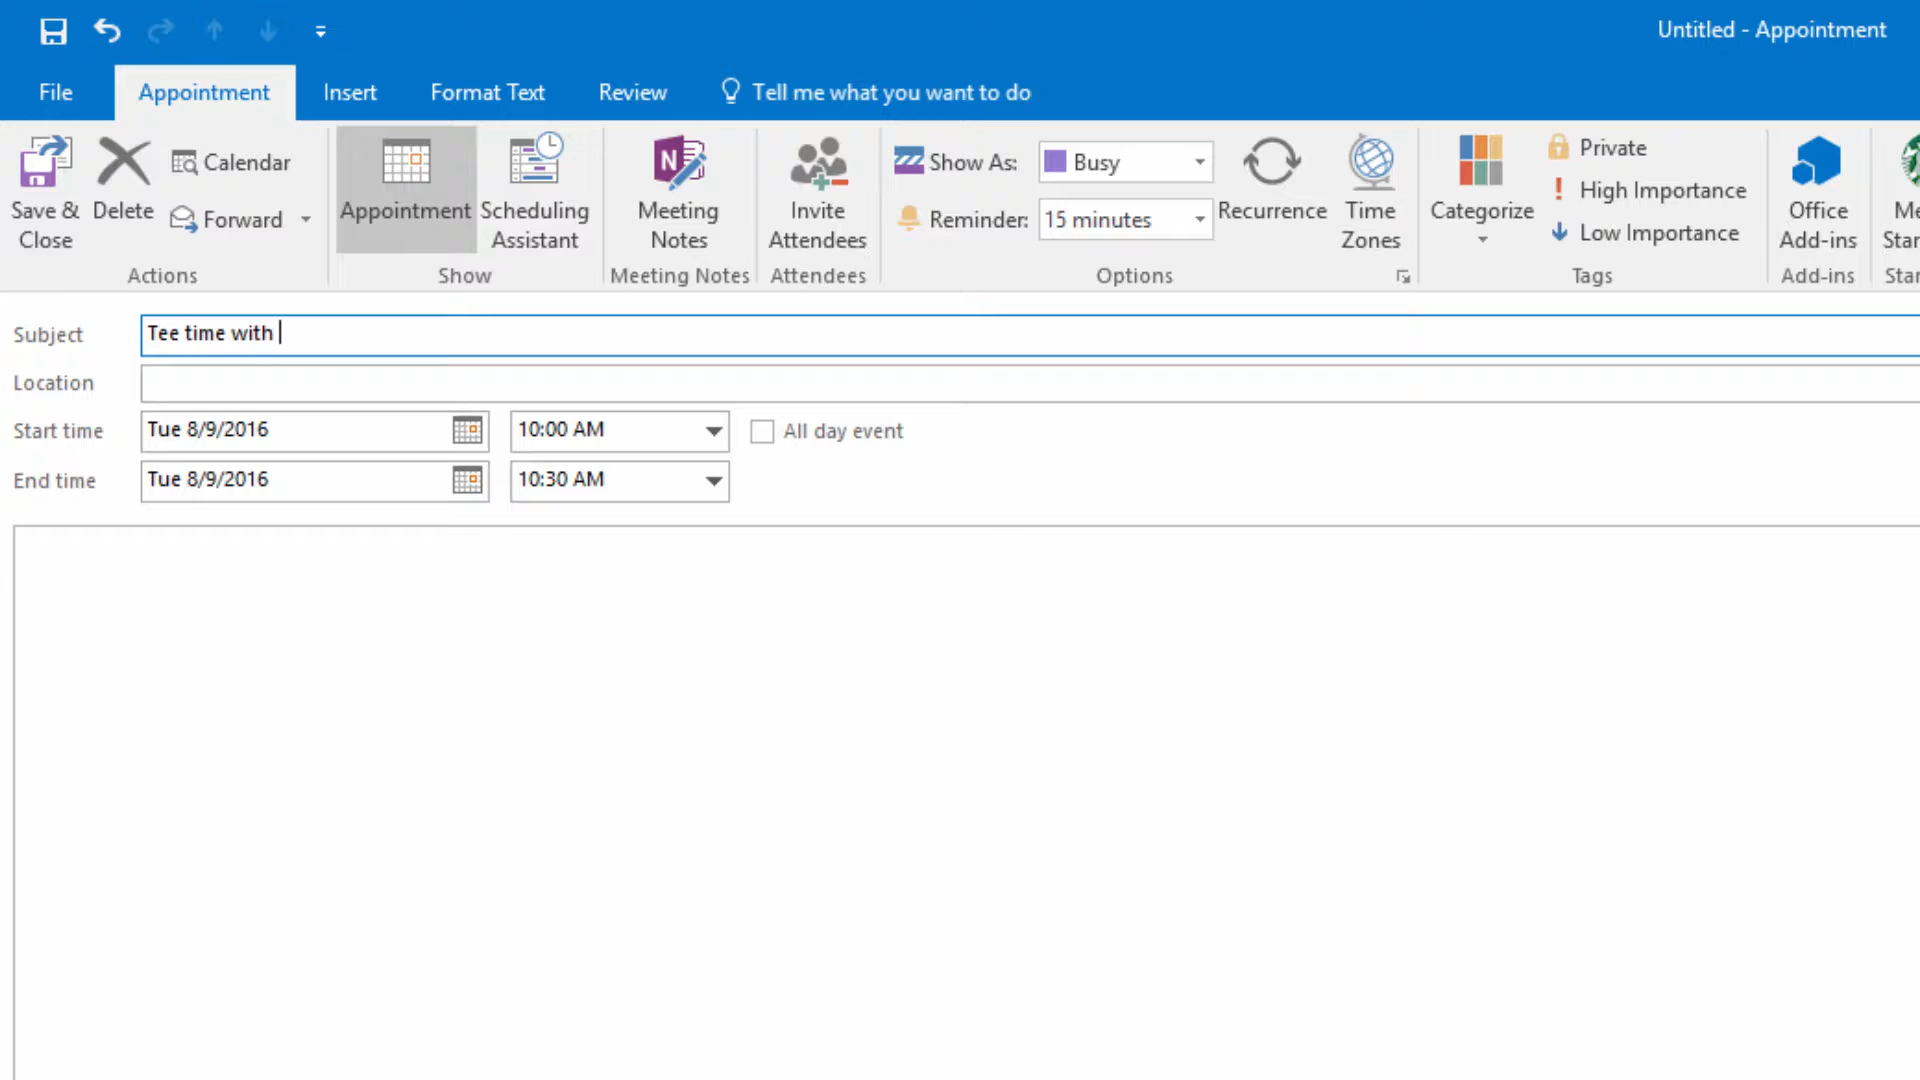 Untitled - Appointment
File Appointment Insert Format Text Review Tell me what you want to do
Save & Close
Delete
Calendar
Forward
Actions
Appointment
Scheduling Assistant
Show
Meeting Notes
Meeting Notes
Invite Attendees
Attendees
Show As: Busy
Reminder: 15 minutes
Recurrence
Time Zones
Options
Categorize
Private
High Importance
Low Importance
Tags
Office Add-ins
Add-ins
Subject Tee time with
Location
Start time Tue 8/9/2016 10:00 AM All day event
End time Tue 8/9/2016 10:30 AM